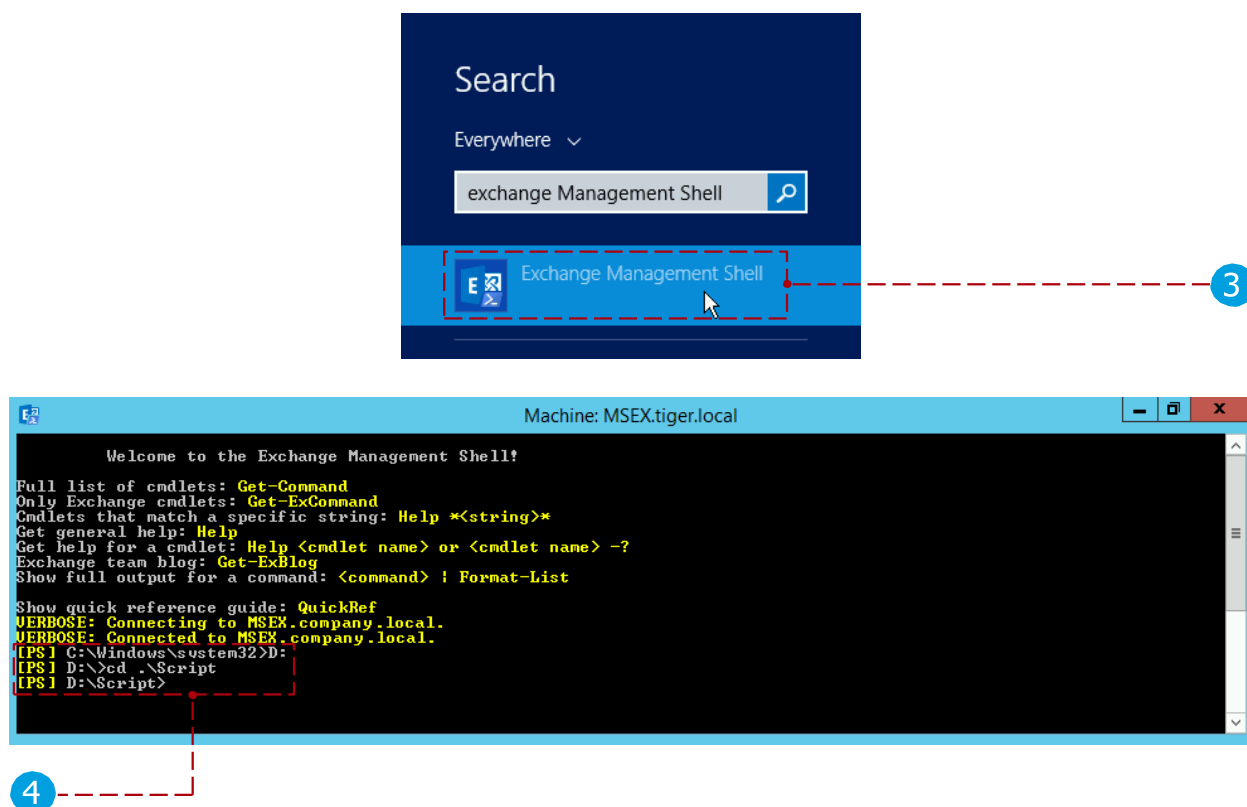 Search
Everywhere
exchange Management Shell
Exchange Management Shell
3
Machine: MSEX.tiger.local
Welcome to the Exchange Management Shell!
Full list of cmdlets: Get-Command
Only Exchange cmdlets: Get-ExCommand
Cmdlets that match a specific string: Help *<string>*
Get general help: Help
Get help for a cmdlet: Help <cmdlet name> or <cmdlet name> -?
Exchange team blog: Get-ExBlog
Show full output for a command: <command> | Format-List
Show quick reference guide: QuickRef
VERBOSE: Connecting to MSEX.company.local.
VERBOSE: Connected to MSEX.company.local.
[PS] C:\Windows\system32>D:
[PS] D:\>cd .\Script
[PS] D:\Script>
4